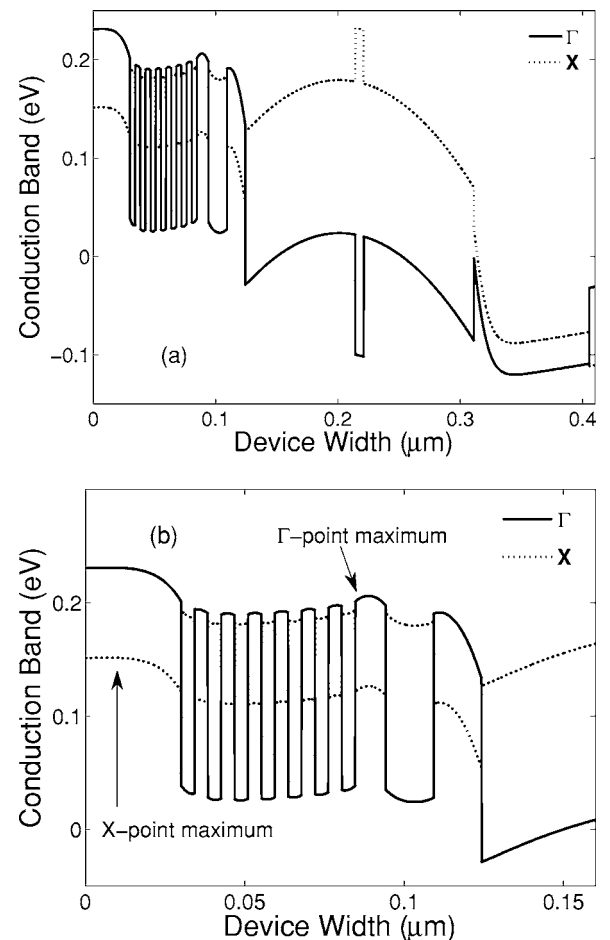 Γ
X
0.2
0.1
0
−0.1
Conduction Band (eV)
(a)
0 0.1 0.2 0.3 0.4
Device Width (μm)
(b)
Γ−point maximum
Γ
X
0.2
0.1
0
Conduction Band (eV)
X−point maximum
0 0.05 0.1 0.15
Device Width (μm)